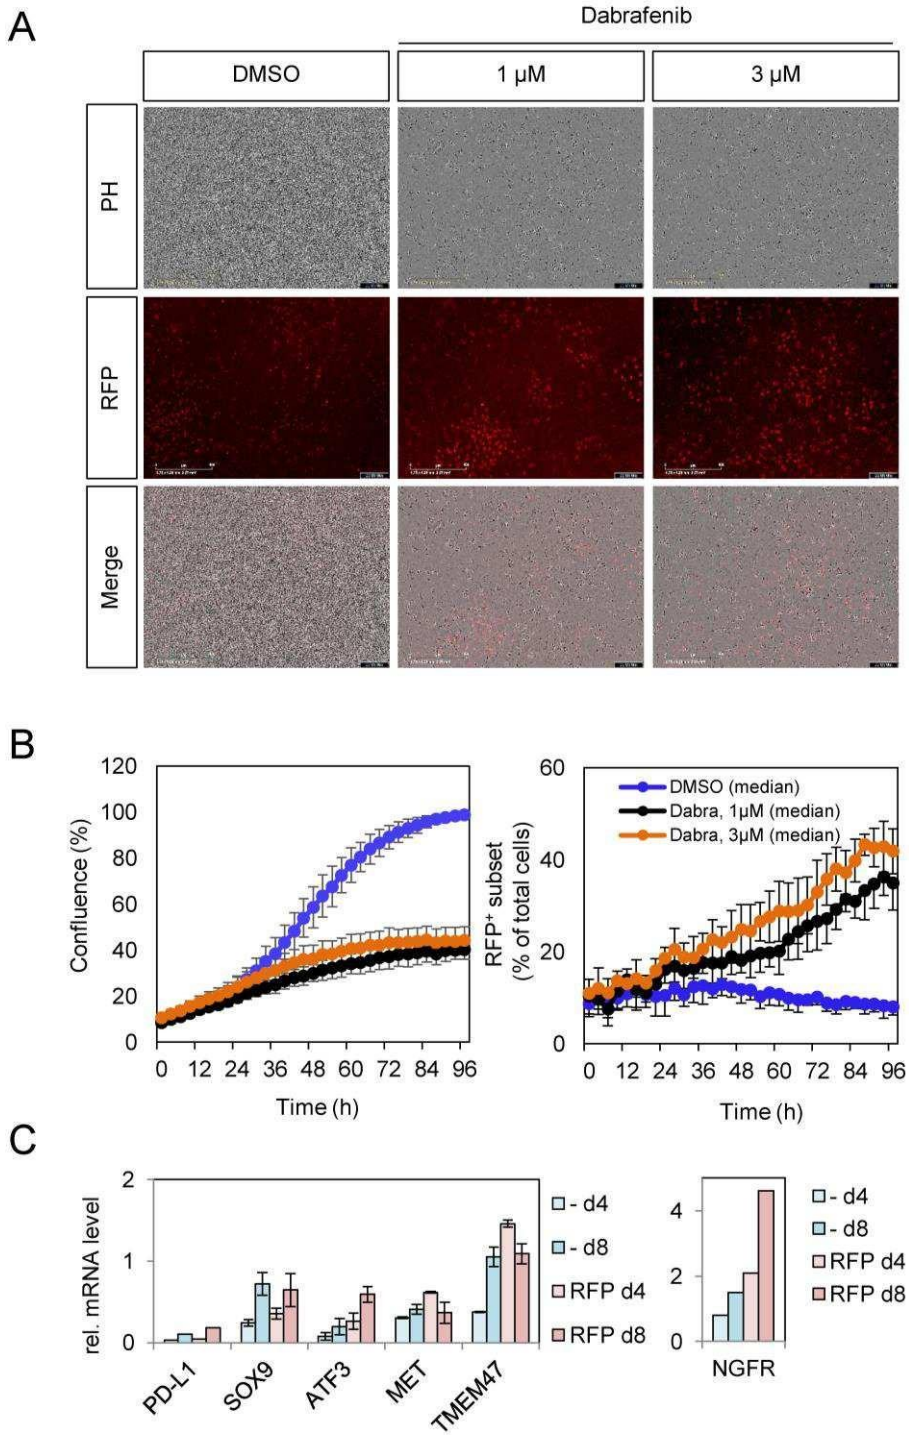 A
Dabrafenib
DMSO
1 µM
3 µM
PH
RFP
Merge
B
120
100
80
60
40
20
0
Confluence (%)
0 12 24 36 48 60 72 84 96
Time (h)
60
40
20
0
RFP+ subset
(% of total cells)
DMSO (median)
Dabra, 1µM (median)
Dabra, 3µM (median)
0 12 24 36 48 60 72 84 96
Time (h)
C
2
1
0
rel. mRNA level
PD-L1
SOX9
ATF3
MET
TMEM47
- d4
- d8
RFP d4
RFP d8
4
2
0
NGFR
- d4
- d8
RFP d4
RFP d8